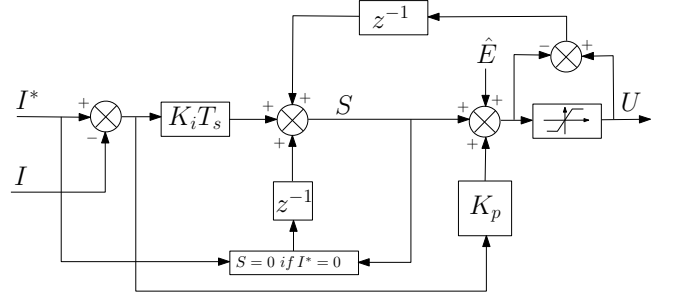 z⁻¹
− +
Ê
I* + K_i T_s + + S + + U
−
I + +
z⁻¹ K_p
S = 0 if I* = 0